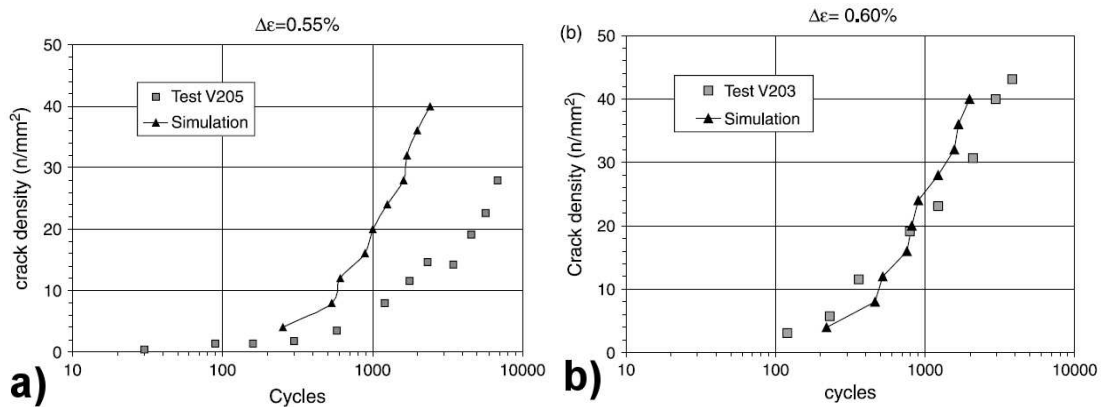 Δε=0.55%
50
40
30
20
10
0
crack density (n/mm²)
Test V205
Simulation
10
100
1000
10000
Cycles
a)
Δε= 0.60%
(b)
50
40
30
20
10
0
Crack density (n/mm²)
Test V203
Simulation
10
100
1000
10000
cycles
b)